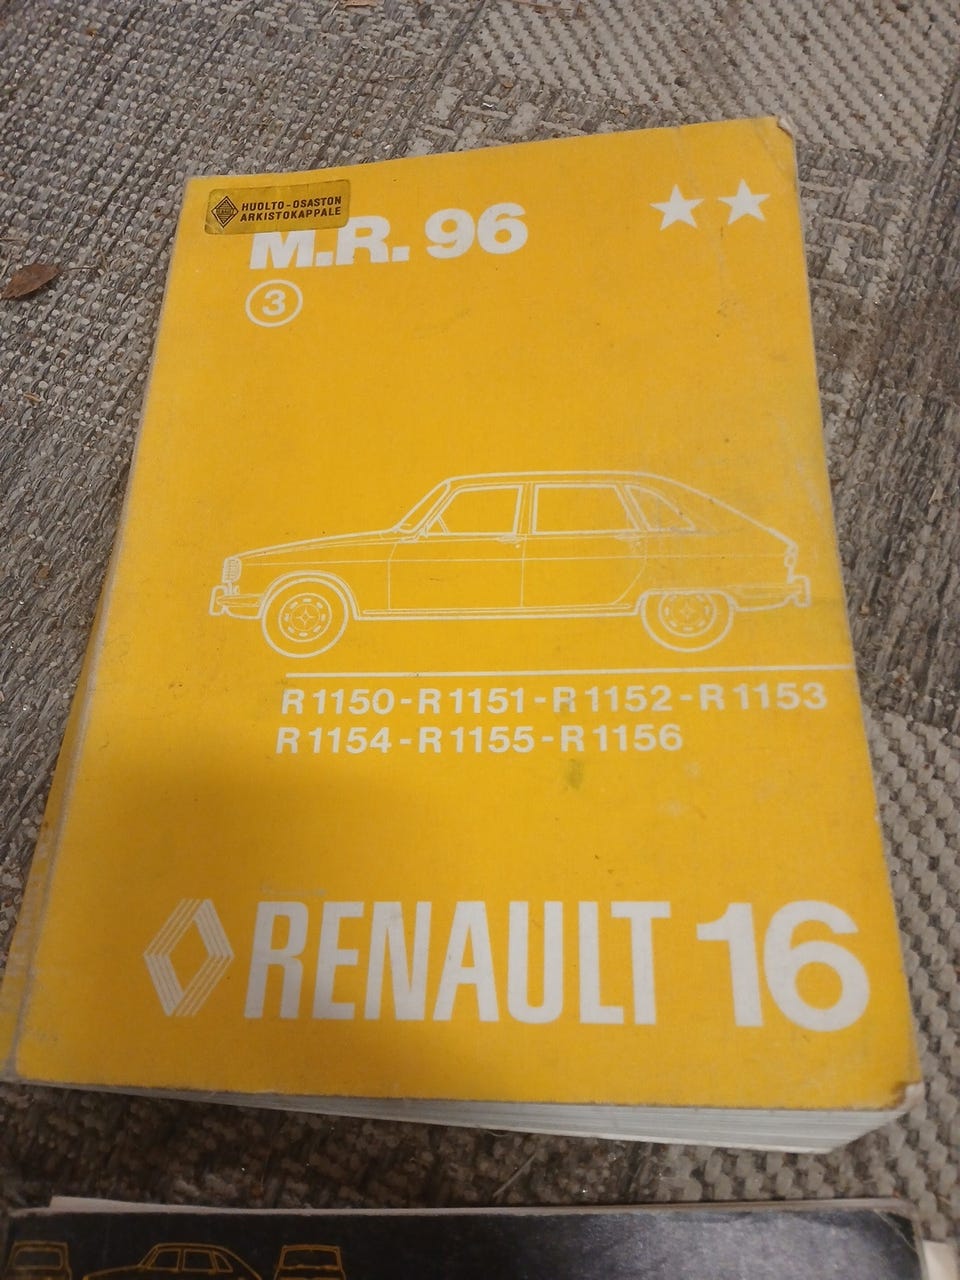 HUOLTO-OSASTON
ARKISTOKAPPALE
M.R. 96
3
R1150-R1151-R1152-R1153
R1154-R1155-R1156
RENAULT 16